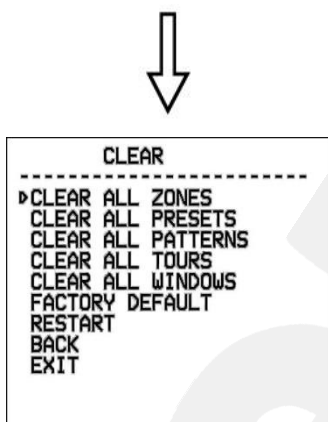 CLEAR
------------------------
▷CLEAR ALL ZONES
CLEAR ALL PRESETS
CLEAR ALL PATTERNS
CLEAR ALL TOURS
CLEAR ALL WINDOWS
FACTORY DEFAULT
RESTART
BACK
EXIT